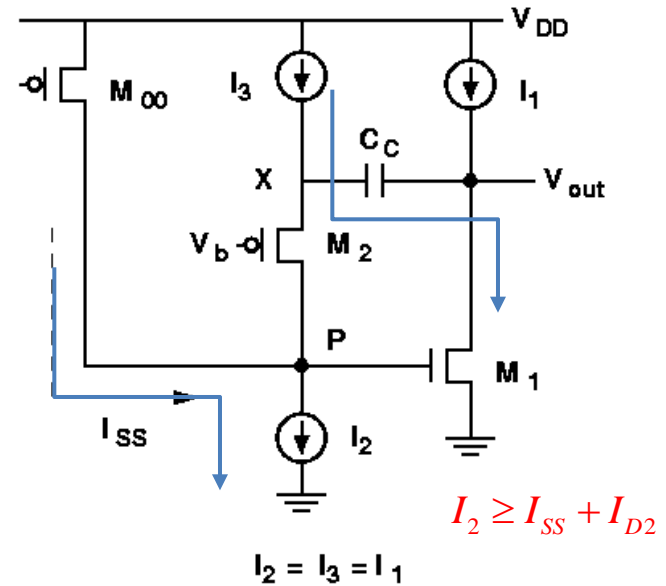 V_DD
M_00
I_3
I_1
C_C
X
V_out
V_b
M_2
P
M_1
I_SS
I_2
I_2 ≥ I_SS + I_D2
I_2 = I_3 = I_1